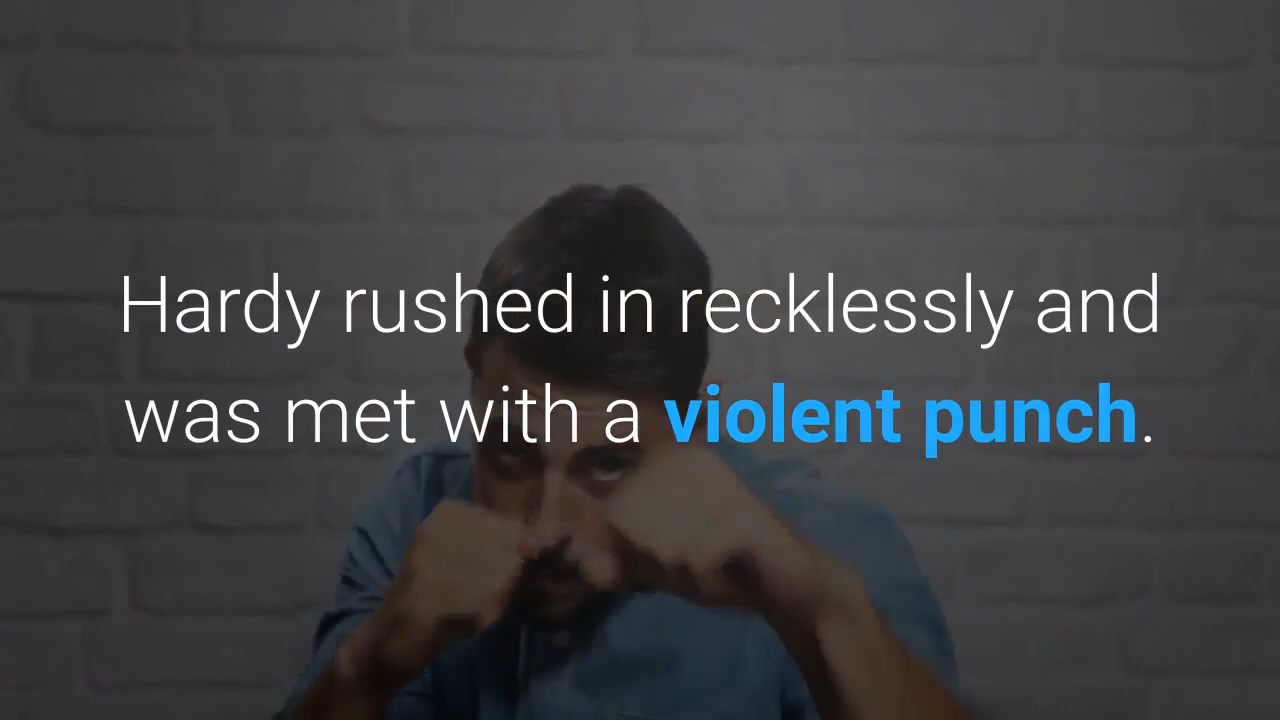 Hardy rushed in recklessly and
was met with a violent punch.